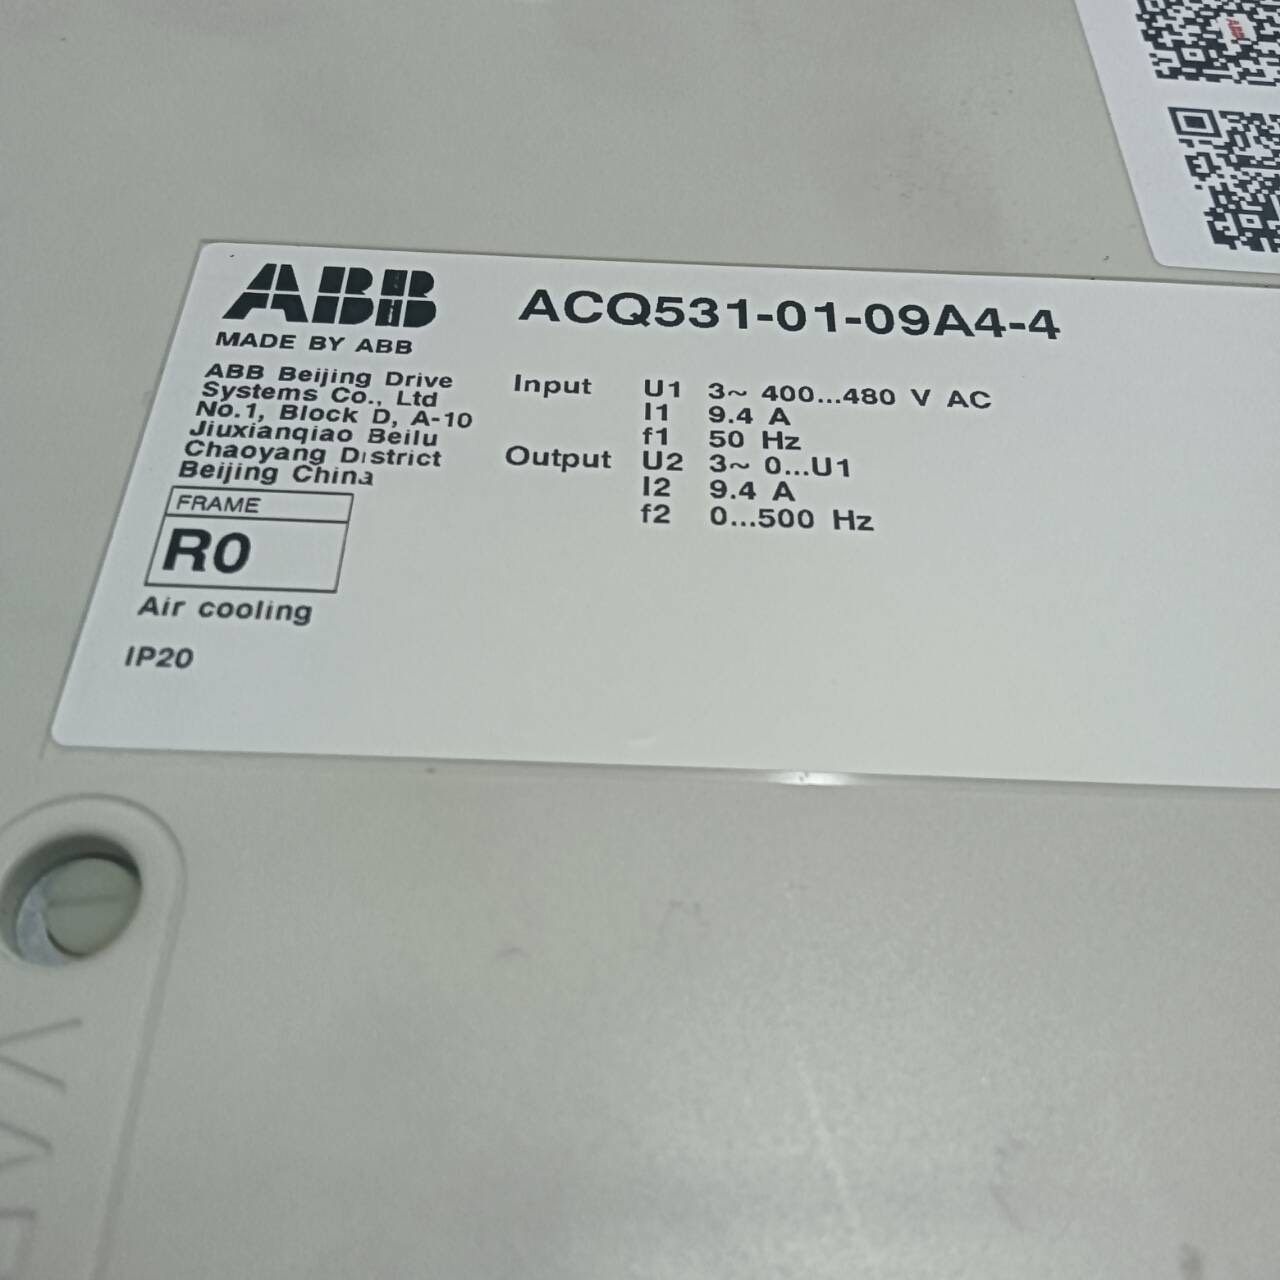 ABB
ACQ531-01-09A4-4
MADE BY ABB
ABB Beijing Drive
Systems Co., Ltd
No.1, Block D, A-10
Jiuxianqiao Beilu
Chaoyang District
Beijing China
Input U1 3~ 400...480 V AC
I1 9.4 A
f1 50 Hz
Output U2 3~ 0...U1
I2 9.4 A
f2 0...500 Hz
FRAME
R0
Air cooling
IP20
ABB